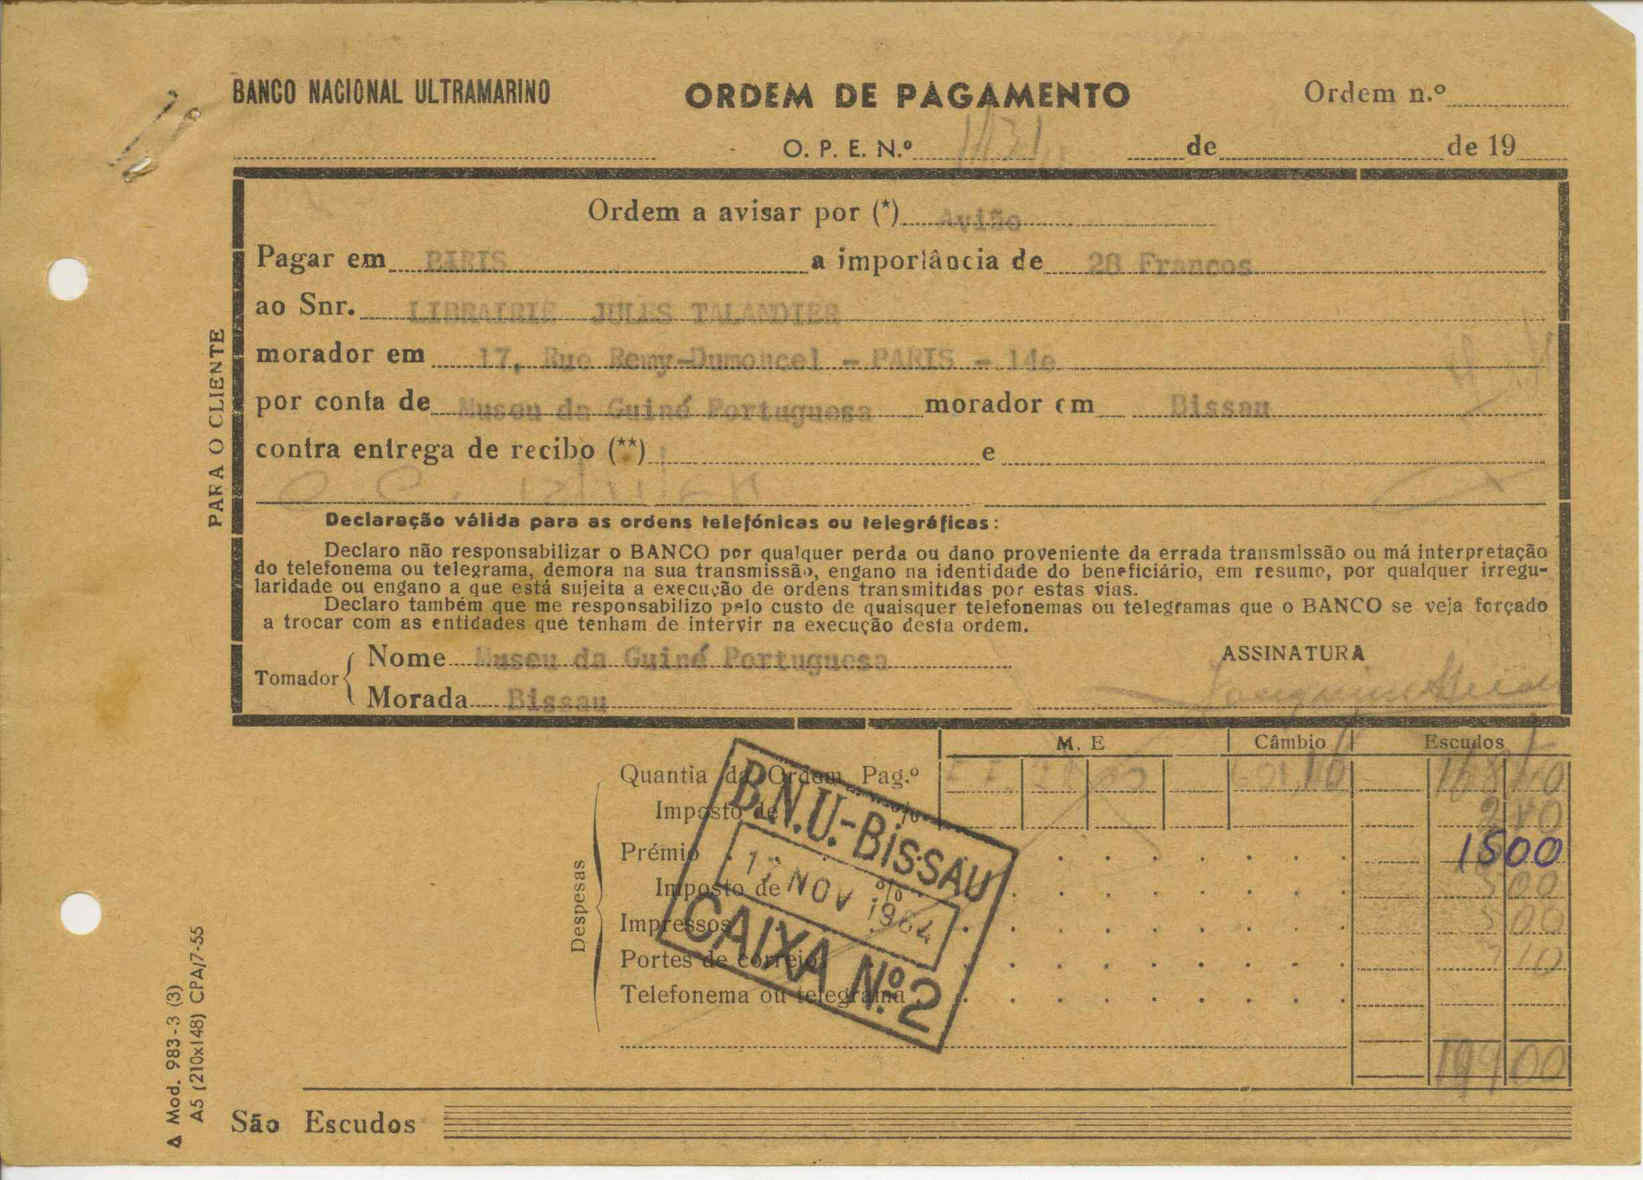 BANCO NACIONAL ULTRAMARINO
ORDEM DE PAGAMENTO
Ordem n.º
O. P. E. N.º 1131 de de 19
Ordem a avisar por (*) Avião
Pagar em PARIS a importância de 28 Francos
ao Snr. LIBRAIRIE JULES TALANDIER
morador em 17, Rue Remy-Dumoncel - PARIS - 14e
por conta de Museu da Guiné Portuguesa morador em Bissau
contra entrega de recibo (**) e
Declaração válida para as ordens telefónicas ou telegráficas:
Declaro não responsabilizar o BANCO por qualquer perda ou dano proveniente da errada transmissão ou má interpretação
do telefonema ou telegrama, demora na sua transmissão, engano na identidade do beneficiário, em resumo, por qualquer irregu-
laridade ou engano a que está sujeita a execução de ordens transmitidas por estas vias.
Declaro também que me responsabilizo pelo custo de quaisquer telefonemas ou telegramas que o BANCO se veja forçado
a trocar com as entidades que tenham de intervir na execução desta ordem.
Tomador
Nome Museu da Guiné Portuguesa
Morada Bissau
ASSINATURA
PARA O CLIENTE
M. E Câmbio Escudos
Quantia da Ordem Pag.º
Imposto de % 240
Prémio 1500
Imposto de % 300
Impressos 500
Portes de correio
Telefonema ou telegrama
Despesas
B.N.U.-BISSAU
17 NOV 1964
CAIXA Nº.2
São Escudos
Mod. 983-3 (3)
A5 (210x148) CPA/7-55